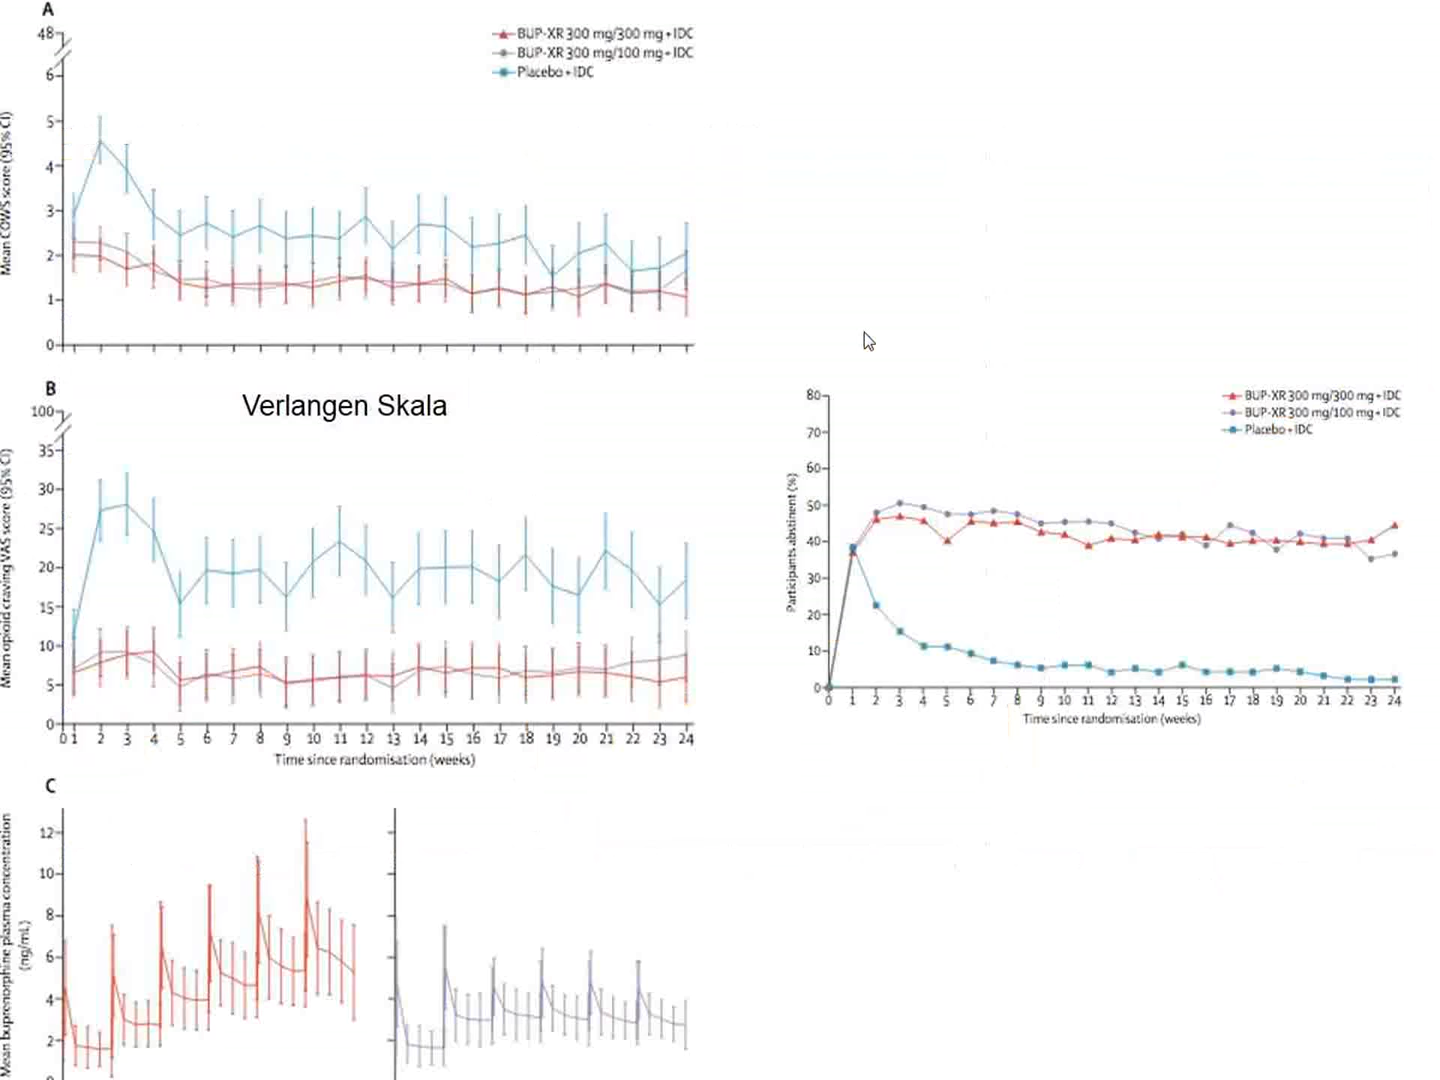 A
48
BUP-XR 300 mg/300 mg + IDC
BUP-XR 300 mg/100 mg + IDC
Placebo + IDC
6
5
4
3
2
1
0
Mean COWS score (95% CI)
B
Verlangen Skala
100
35
30
25
20
15
10
5
0
Mean opioid craving VAS score (95% CI)
0 1 2 3 4 5 6 7 8 9 10 11 12 13 14 15 16 17 18 19 20 21 22 23 24
Time since randomisation (weeks)
80
70
60
50
40
30
20
10
0
Participants abstinent (%)
BUP-XR 300 mg/300 mg + IDC
BUP-XR 300 mg/100 mg + IDC
Placebo + IDC
0 1 2 3 4 5 6 7 8 9 10 11 12 13 14 15 16 17 18 19 20 21 22 23 24
Time since randomisation (weeks)
C
12
10
8
6
4
2
0
Mean buprenorphine plasma concentration
(ng/mL)